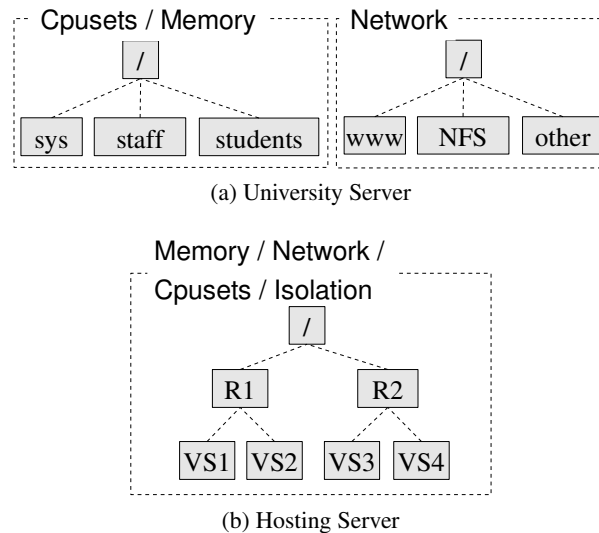 Cpusets / Memory
Network
/
/
sys staff students
www NFS other
(a) University Server
Memory / Network /
Cpusets / Isolation
/
R1 R2
VS1 VS2 VS3 VS4
(b) Hosting Server